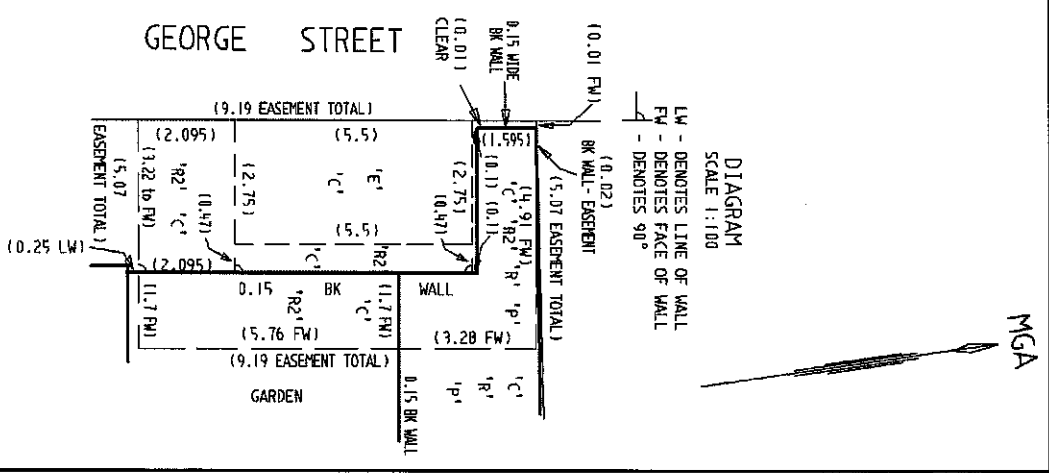 DIAGRAM
SCALE 1:100
LW - DENOTES LINE OF WALL
FW - DENOTES FACE OF WALL
- DENOTES 90°
MGA
GEORGE STREET
(0.01)
CLEAR
0.15 WIDE
BK WALL
(0.01 FW)
(0.02)
BK WALL- EASEMENT
(9.19 EASEMENT TOTAL)
(2.095)
(5.5)
(1.595)
(5.07
EASEMENT TOTAL)
(3.22 to FW)
'R2' 'C'
(0.47)
(2.75)
'E'
'C'
(2.75)
(0.47)
(0.1)
(0.1)
'C' 'R2' 'R' 'P'
(4.91 FW)
(5.07 EASEMENT TOTAL)
(5.5)
'R2'
'C'
(0.25 LW)
(2.095)
0.15 BK WALL
(1.7 FW)
'R2' 'C'
(1.7 FW)
(5.76 FW)
(3.28 FW)
(9.19 EASEMENT TOTAL)
GARDEN
0.15 BK WALL
'C'
'R'
'P'